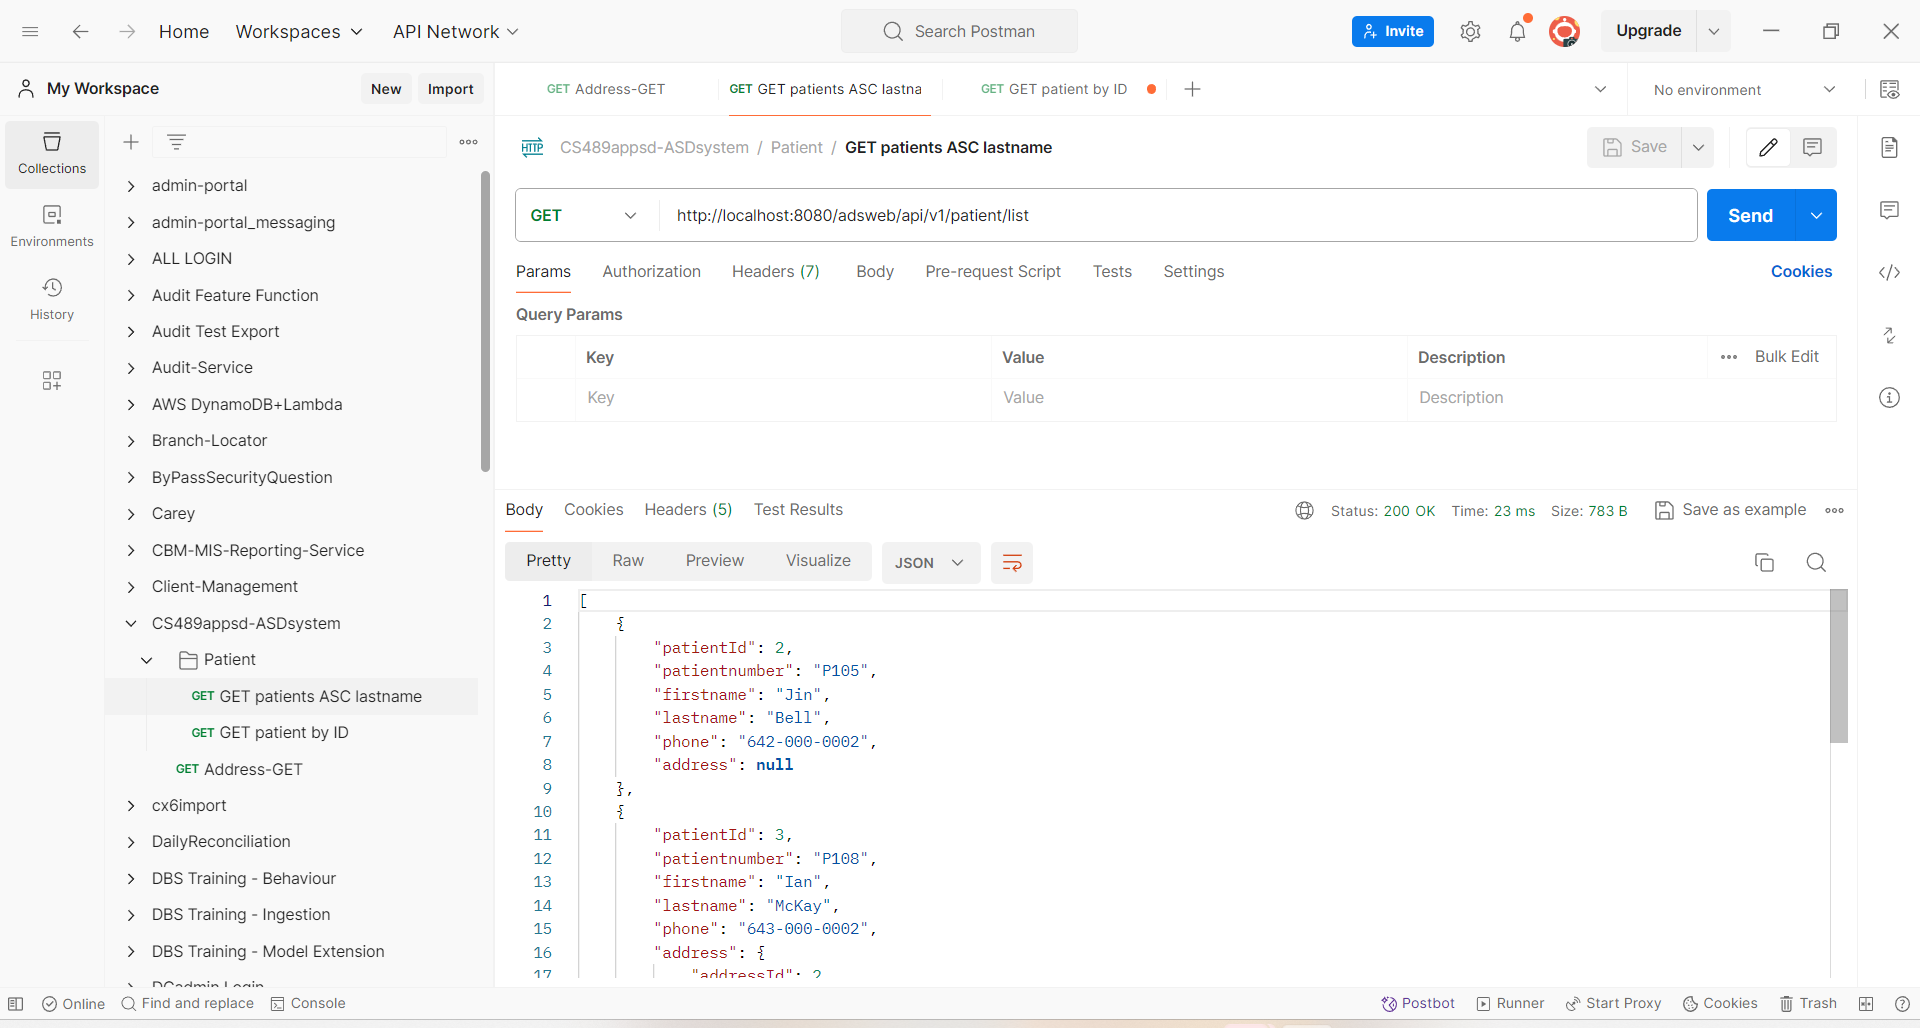 Home Workspaces API Network Search Postman Invite Upgrade
My Workspace New Import
GET Address-GET GET GET patients ASC lastna GET GET patient by ID No environment
Collections
Environments
History
admin-portal
admin-portal_messaging
ALL LOGIN
Audit Feature Function
Audit Test Export
Audit-Service
AWS DynamoDB+Lambda
Branch-Locator
ByPassSecurityQuestion
Carey
CBM-MIS-Reporting-Service
Client-Management
CS489appsd-ASDsystem
Patient
GET GET patients ASC lastname
GET GET patient by ID
GET Address-GET
cx6import
DailyReconciliation
DBS Training - Behaviour
DBS Training - Ingestion
DBS Training - Model Extension
DCadmin Login
HTTP CS489appsd-ASDsystem / Patient / GET patients ASC lastname Save
GET http://localhost:8080/adsweb/api/v1/patient/list Send
Params Authorization Headers (7) Body Pre-request Script Tests Settings Cookies
Query Params
Key Value Description Bulk Edit
Key Value Description
Body Cookies Headers (5) Test Results Status: 200 OK Time: 23 ms Size: 783 B Save as example
Pretty Raw Preview Visualize JSON
1 [
2 {
3 "patientId": 2,
4 "patientnumber": "P105",
5 "firstname": "Jin",
6 "lastname": "Bell",
7 "phone": "642-000-0002",
8 "address": null
9 },
10 {
11 "patientId": 3,
12 "patientnumber": "P108",
13 "firstname": "Ian",
14 "lastname": "McKay",
15 "phone": "643-000-0002",
16 "address": {
17 "addressId": 2
Online Find and replace Console Postbot Runner Start Proxy Cookies Trash